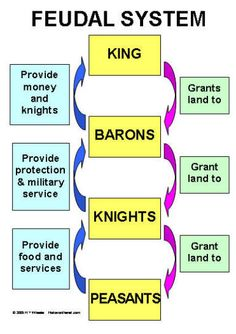 FEUDAL SYSTEM
KING
Provide
money
and
knights
Grants
land to
BARONS
Provide
protection
& military
service
Grant
land to
KNIGHTS
Provide
food and
services
Grant
land to
PEASANTS